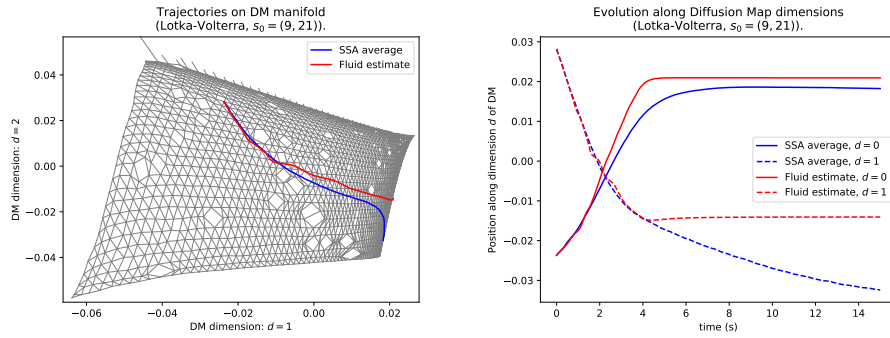 Trajectories on DM manifold
(Lotka-Volterra, s₀ = (9, 21)).
SSA average
Fluid estimate
DM dimension: d = 2
0.04
0.02
0.00
−0.02
−0.04
−0.06
−0.04
−0.02
0.00
0.02
DM dimension: d = 1
Evolution along Diffusion Map dimensions
(Lotka-Volterra, s₀ = (9, 21)).
Position along dimension d of DM
0.03
0.02
0.01
0.00
−0.01
−0.02
−0.03
SSA average, d = 0
SSA average, d = 1
Fluid estimate, d = 0
Fluid estimate, d = 1
0
2
4
6
8
10
12
14
time (s)